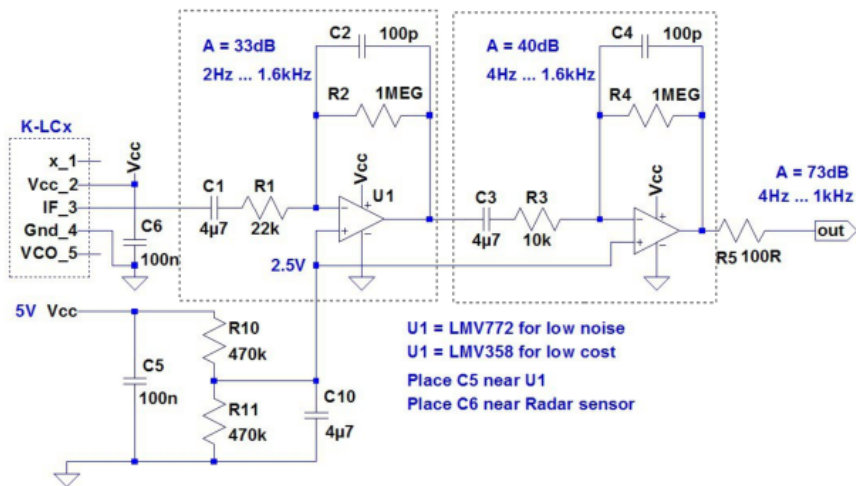 A = 33dB
2Hz ... 1.6kHz
C2
100p
R2
1MEG
A = 40dB
4Hz ... 1.6kHz
C4
100p
R4
1MEG
K-LCx
x_1
Vcc_2
IF_3
Gnd_4
VCO_5
Vcc
C6
100n
C1
4µ7
R1
22k
Vcc
U1
2.5V
C3
4µ7
R3
10k
Vcc
A = 73dB
4Hz ... 1kHz
R5
100R
out
5V
Vcc
C5
100n
R10
470k
R11
470k
C10
4µ7
U1 = LMV772 for low noise
U1 = LMV358 for low cost
Place C5 near U1
Place C6 near Radar sensor